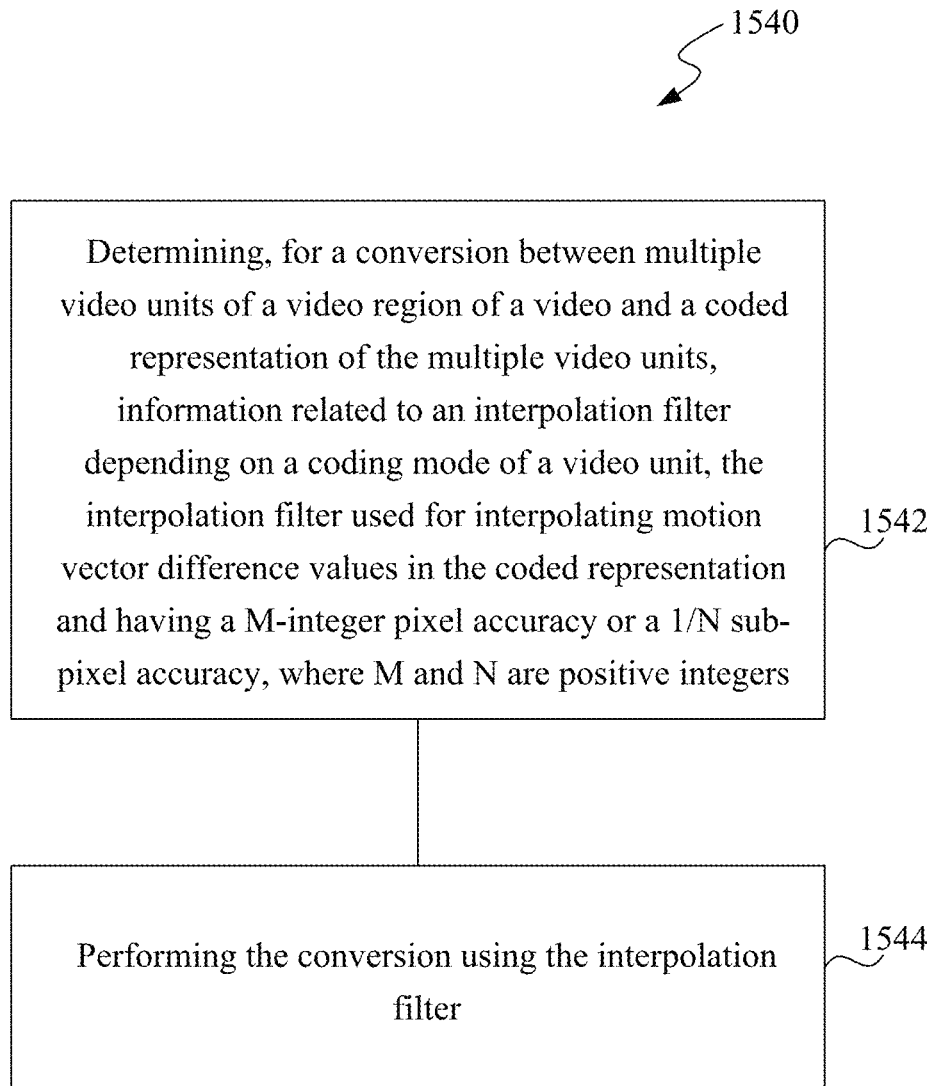 1540
Determining, for a conversion between multiple
video units of a video region of a video and a coded
representation of the multiple video units,
information related to an interpolation filter
depending on a coding mode of a video unit, the
interpolation filter used for interpolating motion
vector difference values in the coded representation
and having a M-integer pixel accuracy or a 1/N sub-
pixel accuracy, where M and N are positive integers
1542
Performing the conversion using the interpolation
filter
1544